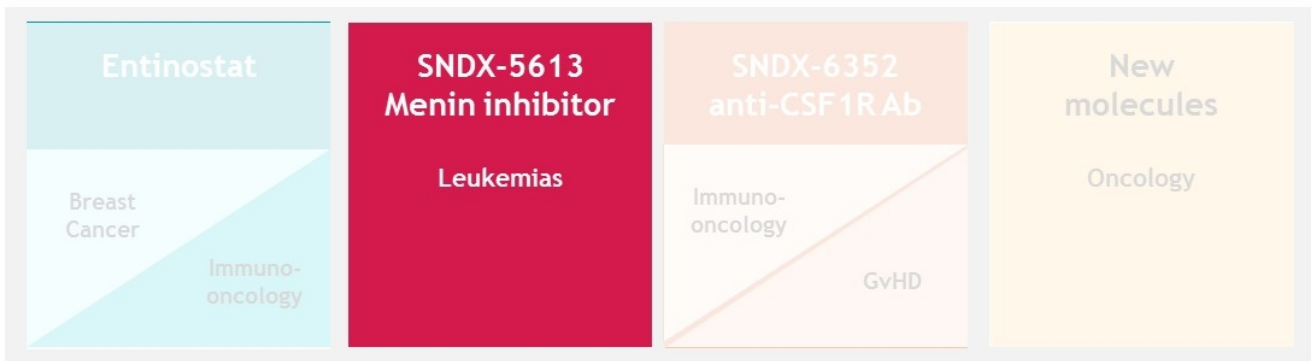 Entinostat
Breast
Cancer
Immuno-
oncology
SNDX-5613
Menin inhibitor
Leukemias
SNDX-6352
anti-CSF1R Ab
Immuno-
oncology
GvHD
New
molecules
Oncology